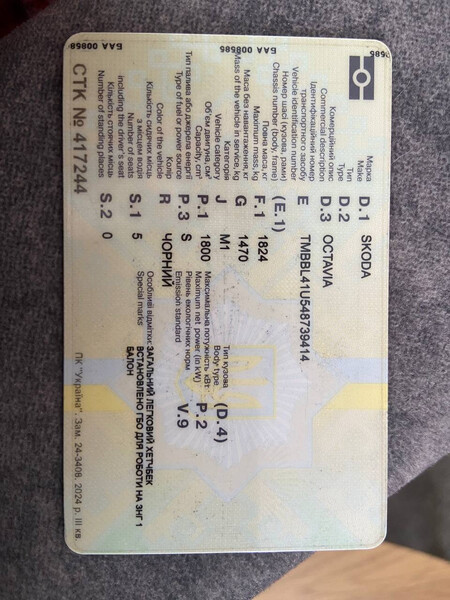 Марка
Make D.1 SKODA
Тип
Type D.2
Комерційний опис
Commercial description D.3 OCTAVIA
Ідентифікаційний номер
транспортного засобу
Vehicle identification number E TMBBL41U548739414
Номер шасі (кузова, рами)
Chassis number (body, frame) (E.1)
Повна маса, кг
Maximum mass, kg F.1 1824
Маса без навантаження, кг
Mass of the vehicle in service, kg G 1470
Категорія
Vehicle category J M1
Тип кузова
Body type (D.4)
Об'єм двигуна, см³
Capacity, cm³ P.1 1800
Максимальна потужність кВт
Maximum net power (in kW) P.2
Тип палива або джерела енергії
Type of fuel or power source P.3 S
Рівень екологічних норм
Emission standard V.9
Колір
Color of the vehicle R ЧОРНИЙ
Кількість сидячих місць
з місцем водія
Number of seats
including the driver's seat S.1 5
Особливі відмітки: ЗАГАЛЬНИЙ ЛЕГКОВИЙ ХЕТЧБЕК
Special marks ВСТАНОВЛЕНО ГБО ДЛЯ РОБОТИ НА ЗНГ 1
БАЛОН
Кількість стоячих місць
Number of standing places S.2 0
СТК № 417244
ПК "Україна". Зам. 24-3408. 2024 р. III кв.
8585
БАА 008585
БАА 00858